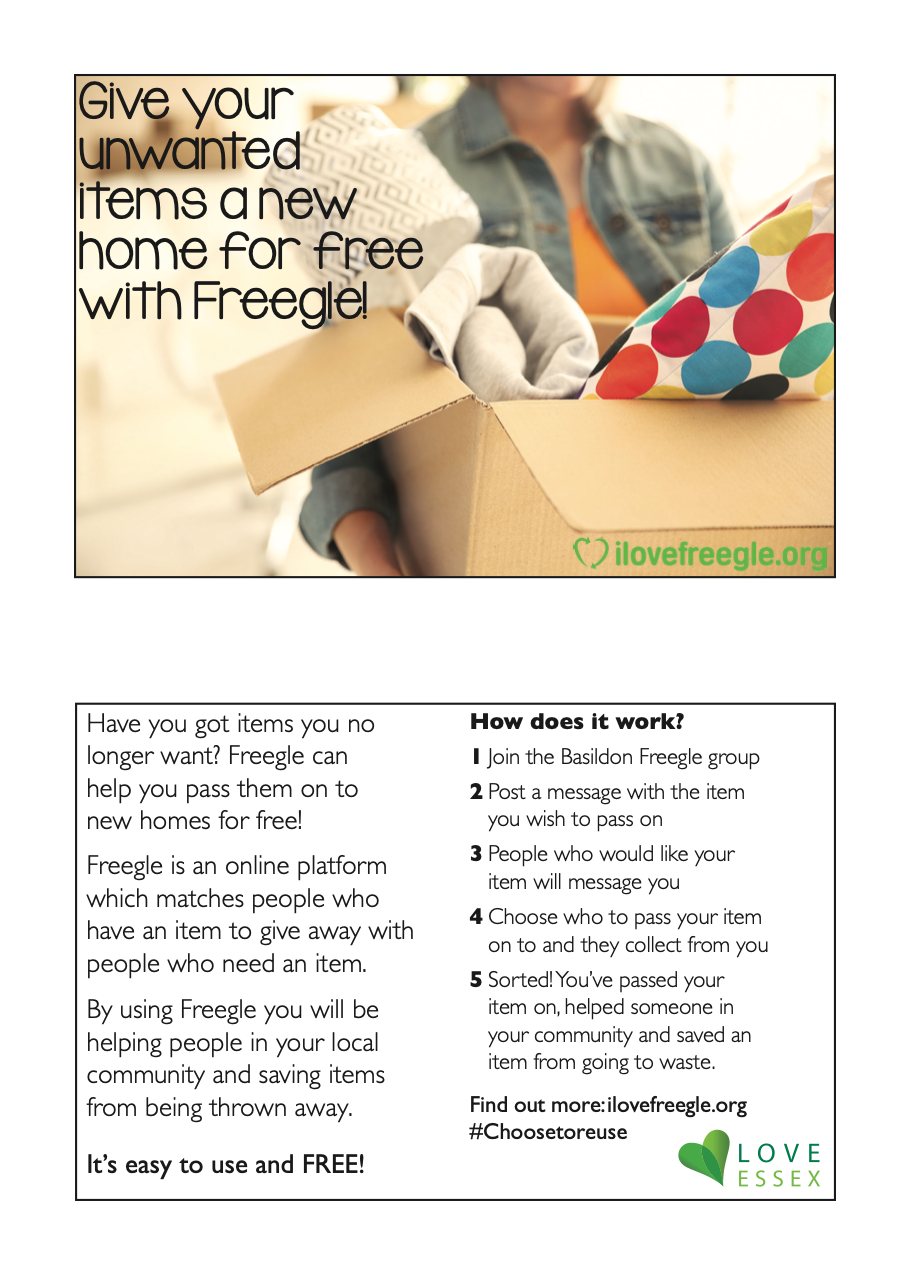 Give your
unwanted
items a new
home for free
with Freegle!
ilovefreegle.org
Have you got items you no
longer want? Freegle can
help you pass them on to
new homes for free!
Freegle is an online platform
which matches people who
have an item to give away with
people who need an item.
By using Freegle you will be
helping people in your local
community and saving items
from being thrown away.
It’s easy to use and FREE!
How does it work?
1 Join the Basildon Freegle group
2 Post a message with the item
you wish to pass on
3 People who would like your
item will message you
4 Choose who to pass your item
on to and they collect from you
5 Sorted! You’ve passed your
item on, helped someone in
your community and saved an
item from going to waste.
Find out more: ilovefreegle.org
#Choosetoreuse
LOVE
ESSEX